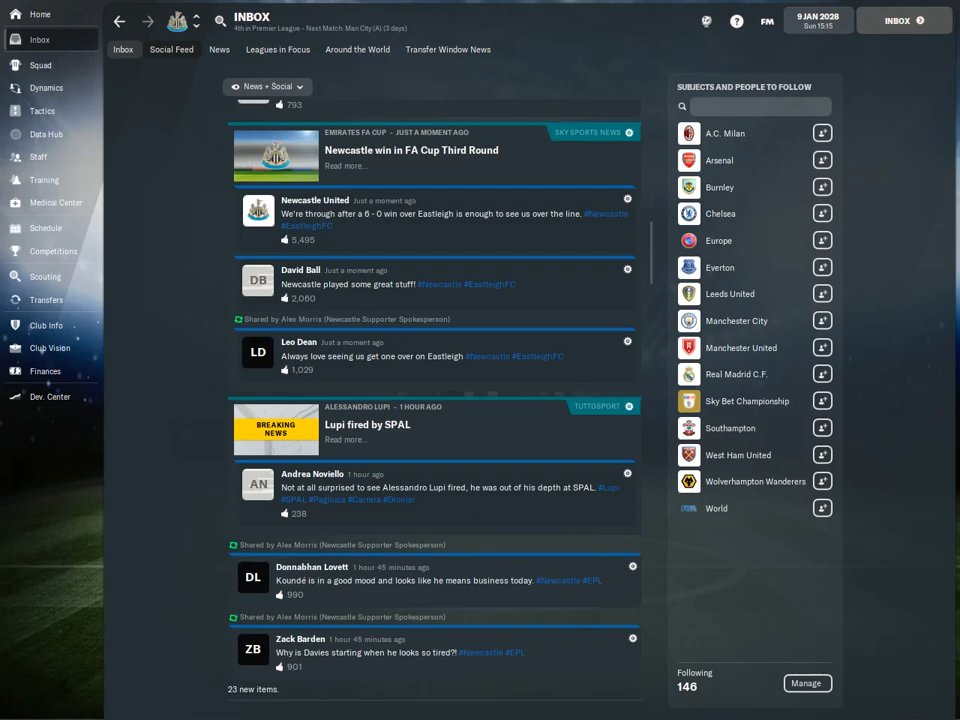 Home
Inbox
Squad
Dynamics
Tactics
Data Hub
Staff
Training
Medical Center
Schedule
Competitions
Scouting
Transfers
Club Info
Club Vision
Finances
Dev. Center
INBOX
4th in Premier League - Next Match: Man City (A) (3 days)
?
FM
9 JAN 2028
Sun 15:15
INBOX
Inbox
Social Feed
News
Leagues in Focus
Around the World
Transfer Window News
News + Social
793
EMIRATES FA CUP - JUST A MOMENT AGO
SKY SPORTS NEWS
Newcastle win in FA Cup Third Round
Read more...
Newcastle United Just a moment ago
We're through after a 6 - 0 win over Eastleigh is enough to see us over the line. #Newcastle
#EastleighFC
5,495
DB
David Ball Just a moment ago
Newcastle played some great stuff! #Newcastle #EastleighFC
2,060
Shared by Alex Morris (Newcastle Supporter Spokesperson)
LD
Leo Dean Just a moment ago
Always love seeing us get one over on Eastleigh #Newcastle #EastleighFC
1,029
BREAKING
NEWS
ALESSANDRO LUPI - 1 HOUR AGO
TUTTOSPORT
Lupi fired by SPAL
Read more...
AN
Andrea Noviello 1 hour ago
Not at all surprised to see Alessandro Lupi fired, he was out of his depth at SPAL. #Lupi
#SPAL #Pagliuca #Carrera #Dionisi
238
Shared by Alex Morris (Newcastle Supporter Spokesperson)
DL
Donnabhan Lovett 1 hour 45 minutes ago
Koundé is in a good mood and looks like he means business today. #Newcastle #EPL
990
Shared by Alex Morris (Newcastle Supporter Spokesperson)
ZB
Zack Barden 1 hour 45 minutes ago
Why is Davies starting when he looks so tired?! #Newcastle #EPL
901
23 new items.
SUBJECTS AND PEOPLE TO FOLLOW
A.C. Milan
Arsenal
Burnley
Chelsea
Europe
Everton
Leeds United
Manchester City
Manchester United
Real Madrid C.F.
Sky Bet Championship
Southampton
West Ham United
Wolverhampton Wanderers
World
Following
146
Manage